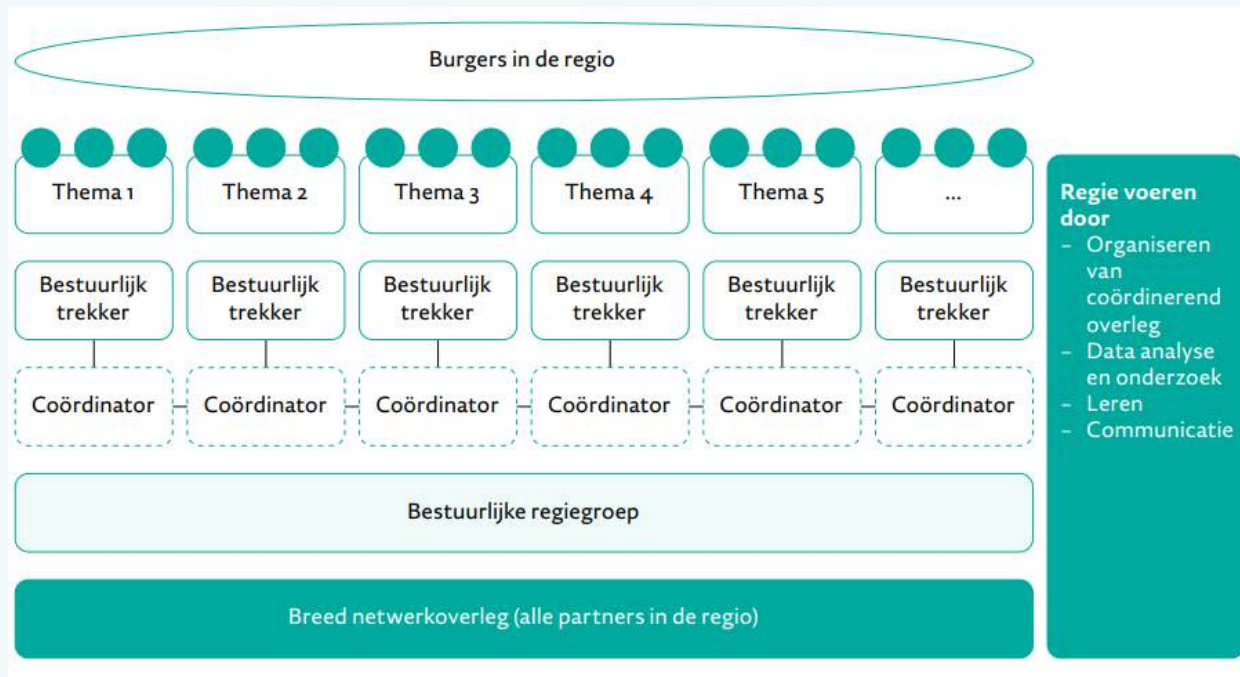 Burgers in de regio
Thema 1
Thema 2
Thema 3
Thema 4
Thema 5
...
Bestuurlijk
trekker
Bestuurlijk
trekker
Bestuurlijk
trekker
Bestuurlijk
trekker
Bestuurlijk
trekker
Bestuurlijk
trekker
Coördinator
Coördinator
Coördinator
Coördinator
Coördinator
Coördinator
Bestuurlijke regiegroep
Breed netwerkoverleg (alle partners in de regio)
Regie voeren
door
– Organiseren
van
coördinerend
overleg
– Data analyse
en onderzoek
– Leren
– Communicatie